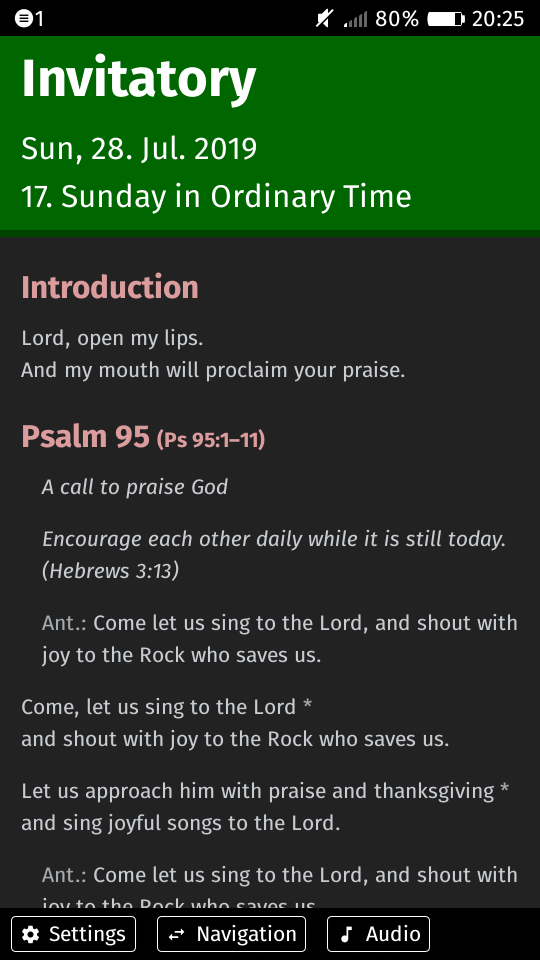 1 80% 20:25
Invitatory
Sun, 28. Jul. 2019
17. Sunday in Ordinary Time
Introduction
Lord, open my lips.
And my mouth will proclaim your praise.
Psalm 95 (Ps 95:1–11)
A call to praise God
Encourage each other daily while it is still today.
(Hebrews 3:13)
Ant.: Come let us sing to the Lord, and shout with
joy to the Rock who saves us.
Come, let us sing to the Lord *
and shout with joy to the Rock who saves us.
Let us approach him with praise and thanksgiving *
and sing joyful songs to the Lord.
Ant.: Come let us sing to the Lord, and shout with
joy to the Rock who saves us
Settings Navigation Audio